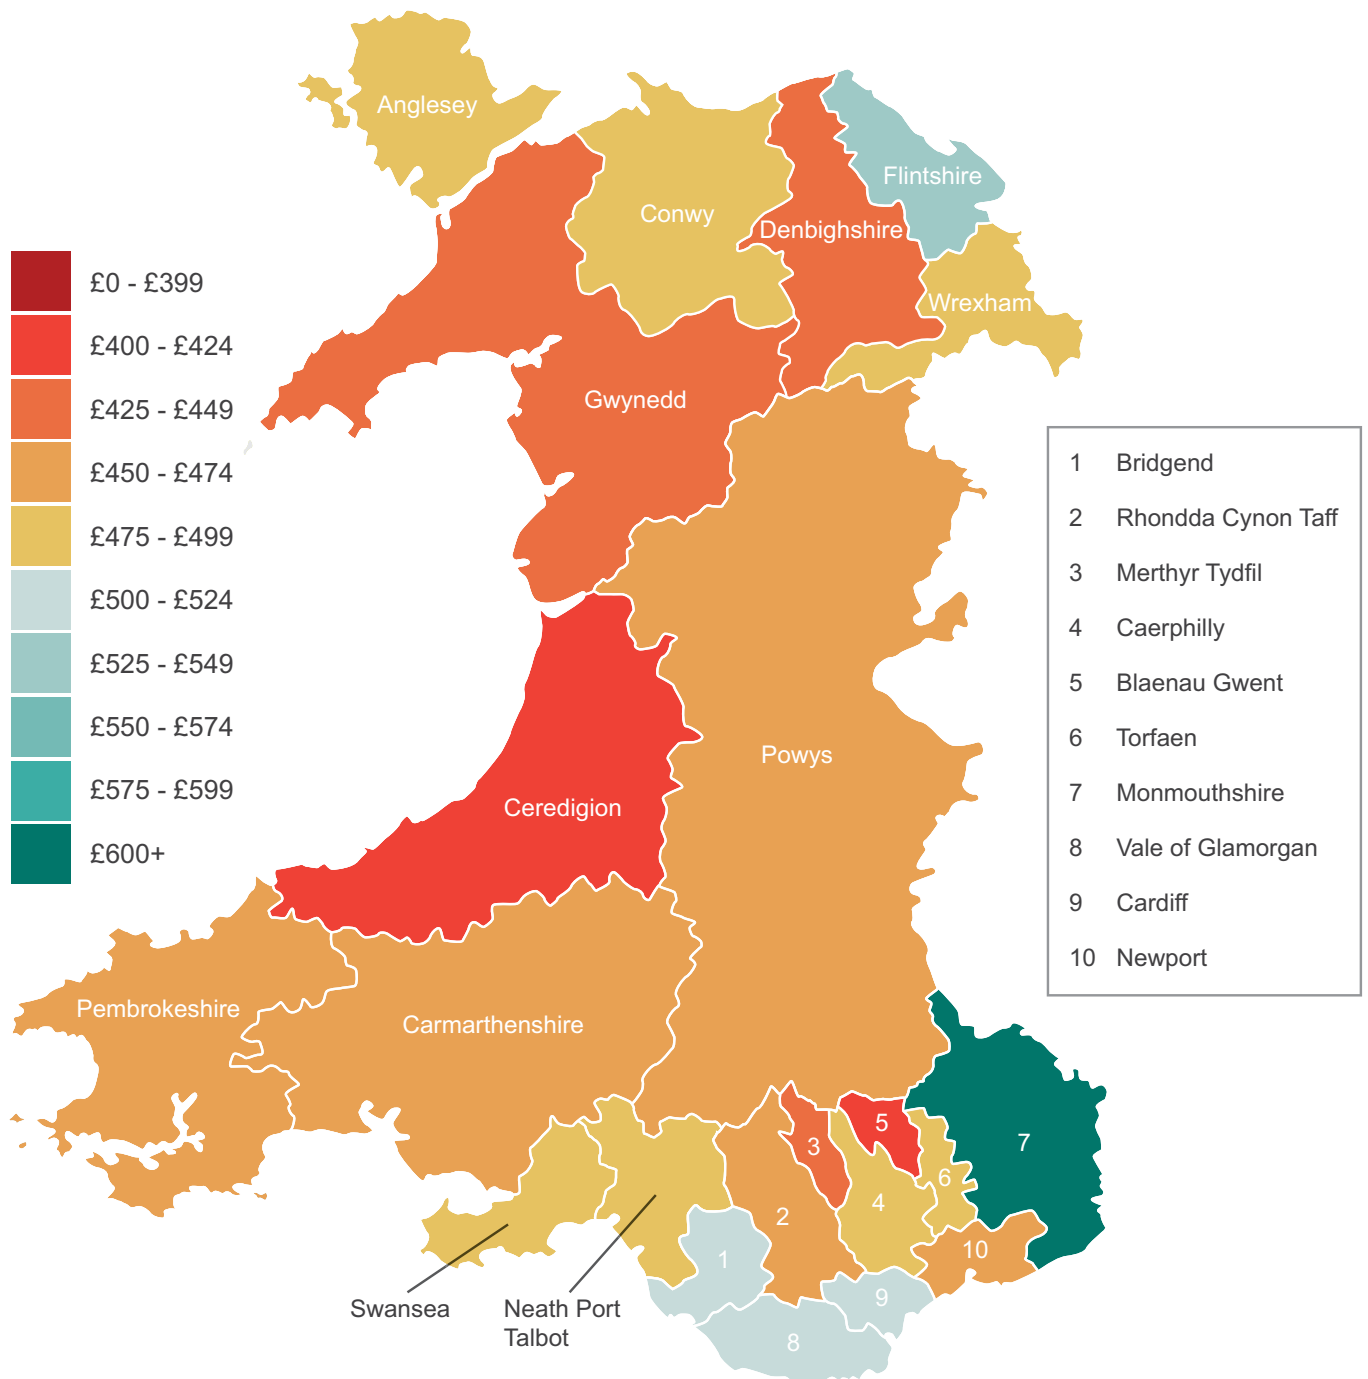 Anglesey
Flintshire
Conwy
Denbighshire
Wrexham
Gwynedd
£0 - £399
£400 - £424
£425 - £449
£450 - £474
£475 - £499
£500 - £524
£525 - £549
£550 - £574
£575 - £599
£600+
1 Bridgend
2 Rhondda Cynon Taff
3 Merthyr Tydfil
4 Caerphilly
5 Blaenau Gwent
6 Torfaen
7 Monmouthshire
8 Vale of Glamorgan
9 Cardiff
10 Newport
Powys
Ceredigion
Pembrokeshire
Carmarthenshire
5
7
3
6
4
2
10
1
9
8
Swansea
Neath Port
Talbot